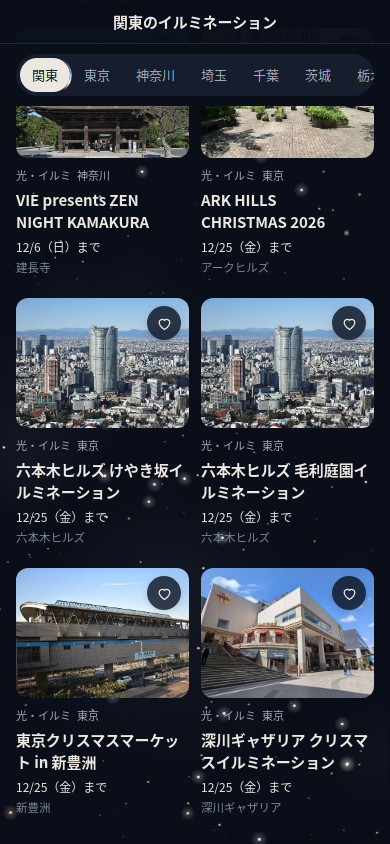 関東のイルミネーション
関東 東京 神奈川 埼玉 千葉 茨城 栃
光・イルミ 神奈川
VIE presents ZEN
NIGHT KAMAKURA
12/6（日）まで
建長寺
光・イルミ 東京
ARK HILLS
CHRISTMAS 2026
12/25（金）まで
アークヒルズ
光・イルミ 東京
六本木ヒルズ けやき坂イ
ルミネーション
12/25（金）まで
六本木ヒルズ
光・イルミ 東京
六本木ヒルズ 毛利庭園イ
ルミネーション
12/25（金）まで
六本木ヒルズ
光・イルミ 東京
東京クリスマスマーケッ
ト in 新豊洲
12/25（金）まで
新豊洲
光・イルミ 東京
深川ギャザリア クリスマ
スイルミネーション
12/25（金）まで
深川ギャザリア